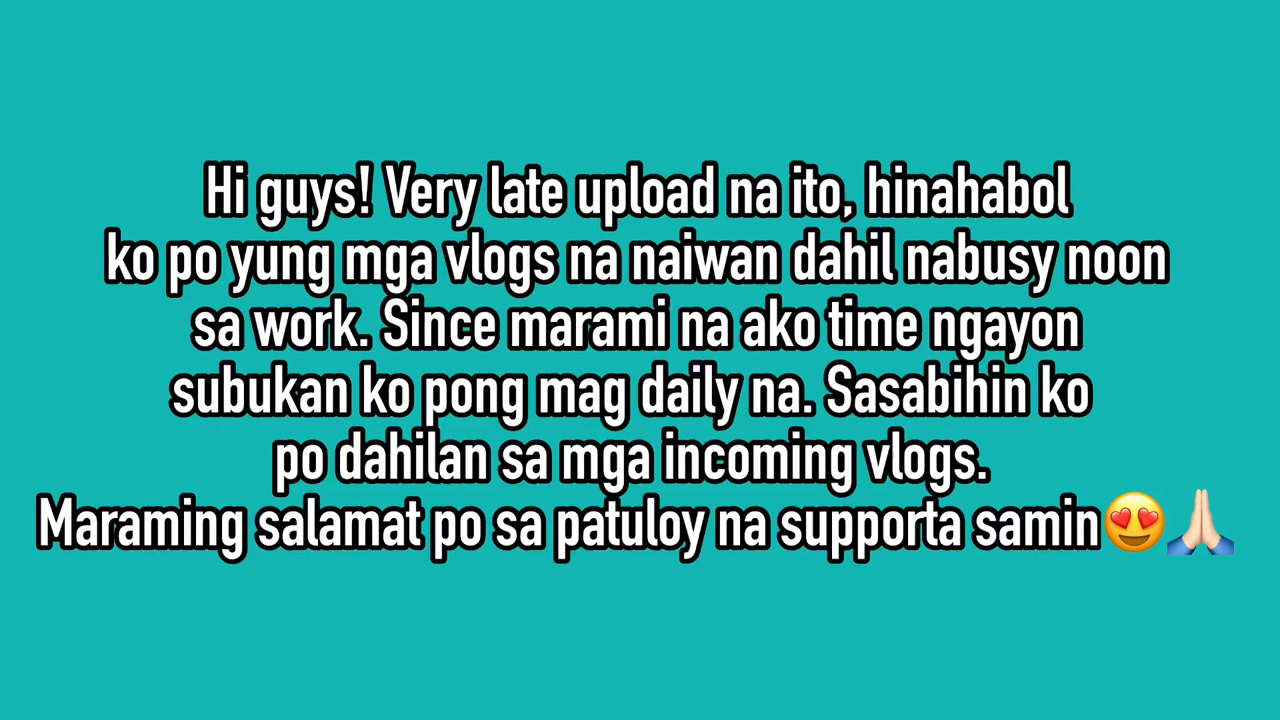 Hi guys! Very late upload na ito, hinahabol
ko po yung mga vlogs na naiwan dahil nabusy noon
sa work. Since marami na ako time ngayon
subukan ko pong mag daily na. Sasabihin ko
po dahilan sa mga incoming vlogs.
Maraming salamat po sa patuloy na supporta samin😍🙏🏻